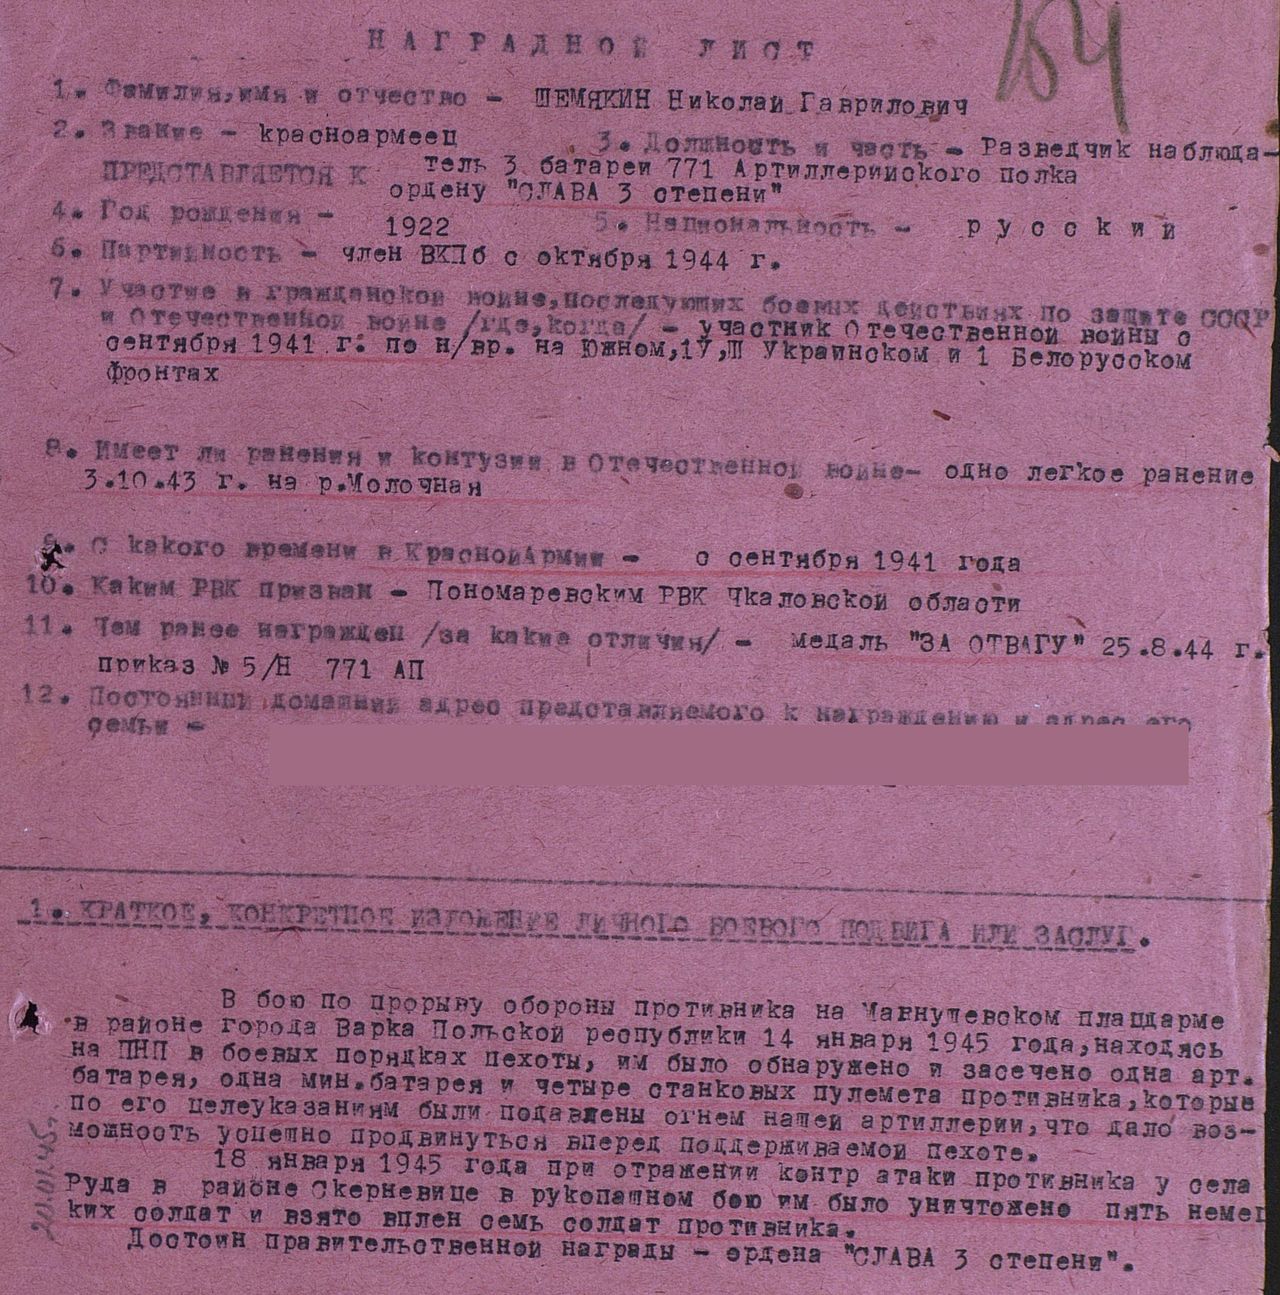 НАГРАДНОЙ ЛИСТ
184
1. Фамилия,имя и отчество - ШЕМЯКИН Николай Гаврилович
2. Звание - красноармеец 3. Должность и часть - Разведчик наблюда-
тель 3 батареи 771 Артиллерийского полка
ПРЕДСТАВЛЯЕТСЯ К ордену "СЛАВА 3 степени"
4. Год рождения - 1922 5. Национальность - русский
6. Партийность - член ВКПб с октября 1944 г.
7. Участие в гражданской войне,последующих боевых действиях по защите СССР
и Отечественной войне /где,когда/ - участник Отечественной войны с
сентября 1941 г. по н/вр. на Южном,1У,Ш Украинском и 1 Белорусском
фронтах
8. Имеет ли ранения и контузии в Отечественной войне- одно легкое ранение
3.10.43 г. на р.Молочная
9. С какого времени в КраснойАрмии - с сентября 1941 года
10. Каким РВК призван - Пономаревским РВК Чкаловской области
11. Чем ранее награжден /за какие отличия/ - медаль "ЗА ОТВАГУ" 25.8.44 г.
приказ № 5/Н 771 АП
12. Постоянный домашний адрес представляемого к награждению и адрес его
семьи -
1. КРАТКОЕ, КОНКРЕТНОЕ ИЗЛОЖЕНИЕ ЛИЧНОГО БОЕВОГО ПОДВИГА ИЛИ ЗАСЛУГ.
В бою по прорыву обороны противника на Магнушевском плацдарме
в районе города Варка Польской республики 14 января 1945 года,находясь
на ПНП в боевых порядках пехоты, им было обнаружено и засечено одна арт.
батарея, одна мин.батарея и четыре станковых пулемета противника,которые
по его целеуказаниям были подавлены огнем нашей артиллерии,что дало воз-
можность успешно продвинуться вперед поддерживаемой пехоте.
18 января 1945 года при отражении контр атаки противника у села
Руда в районе Скерневице в рукопашном бою им было уничтожено пять немец
ких солдат и взято вплен семь солдат противника.
Достоин правительственной награды - ордена "СЛАВА 3 степени".
20.01.45г.